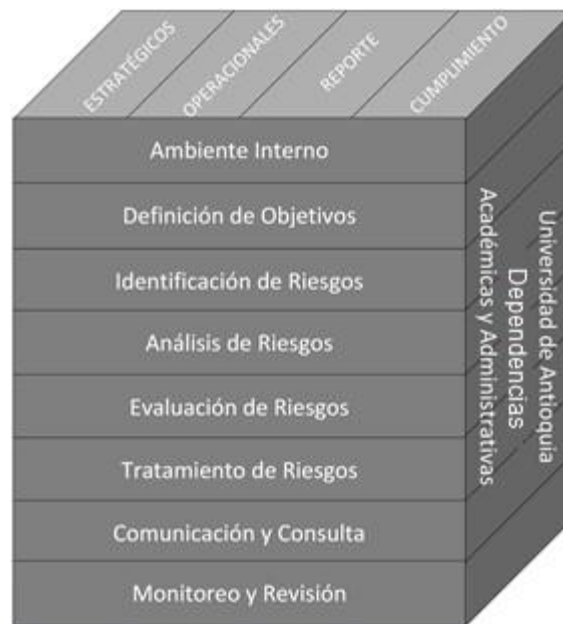 ESTRATÉGICOS
OPERACIONALES
REPORTE
CUMPLIMIENTO
Ambiente Interno
Definición de Objetivos
Identificación de Riesgos
Análisis de Riesgos
Evaluación de Riesgos
Tratamiento de Riesgos
Comunicación y Consulta
Monitoreo y Revisión
Universidad de Antioquia
Dependencias
Académicas y Administrativas